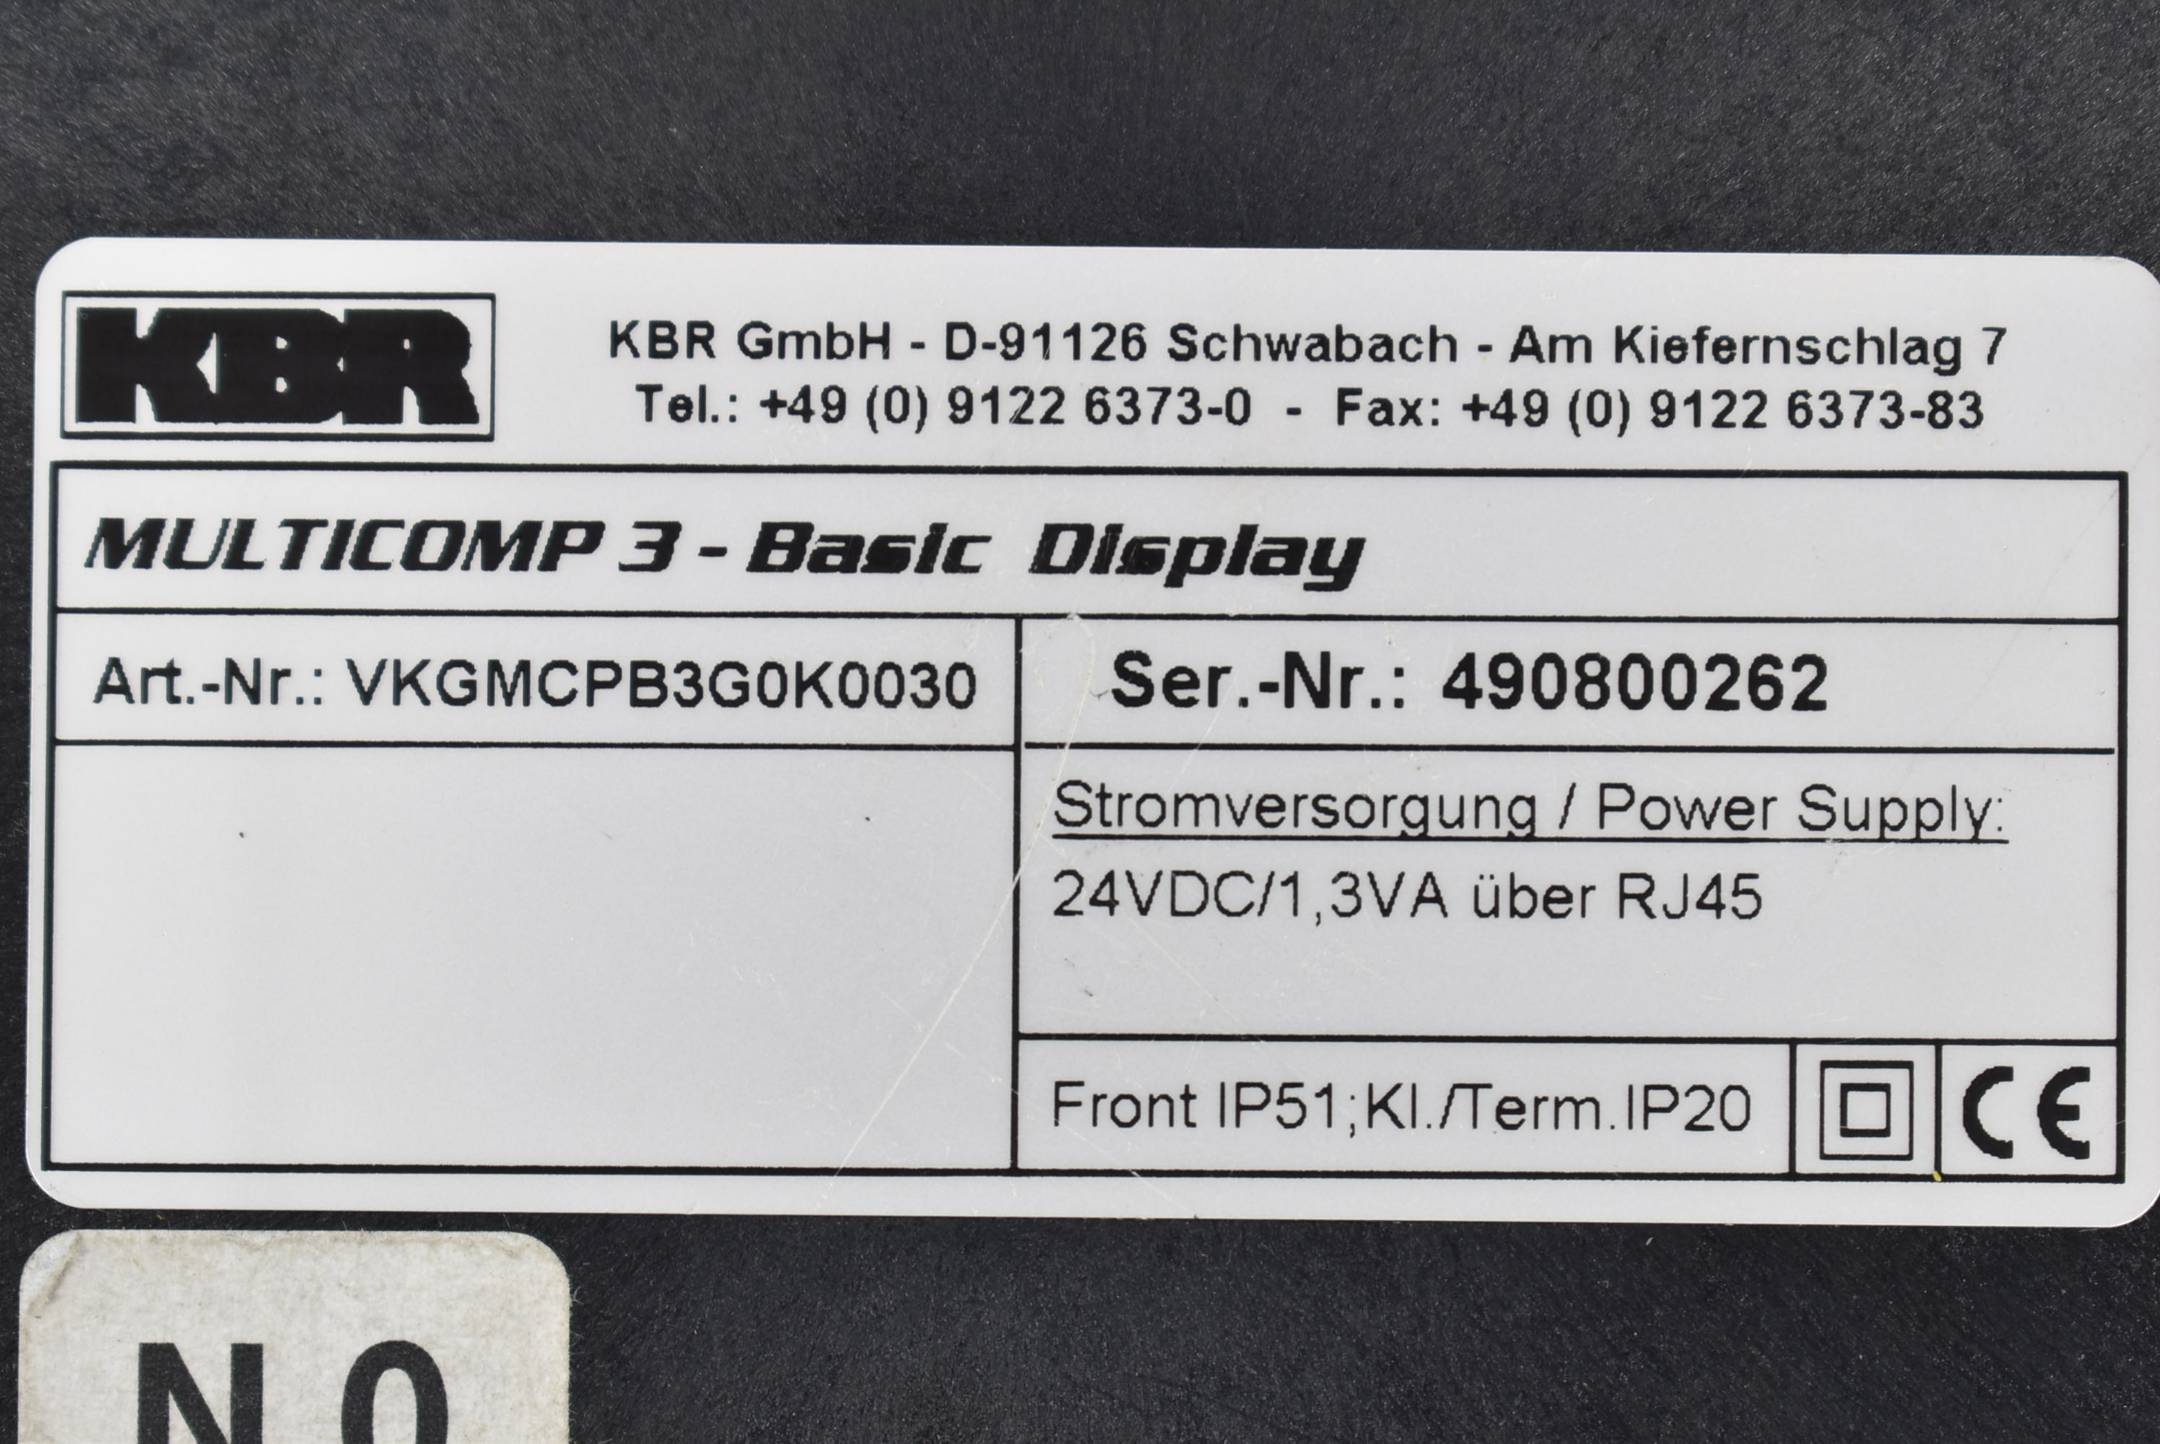 KBR
KBR GmbH - D-91126 Schwabach - Am Kiefernschlag 7
Tel.: +49 (0) 9122 6373-0 - Fax: +49 (0) 9122 6373-83
MULTICOMP 3 - Basic Display
Art.-Nr.: VKGMCPB3G0K0030
Ser.-Nr.: 490800262
Stromversorgung / Power Supply:
24VDC/1,3VA über RJ45
Front IP51;Kl./Term.IP20
CE
N 0